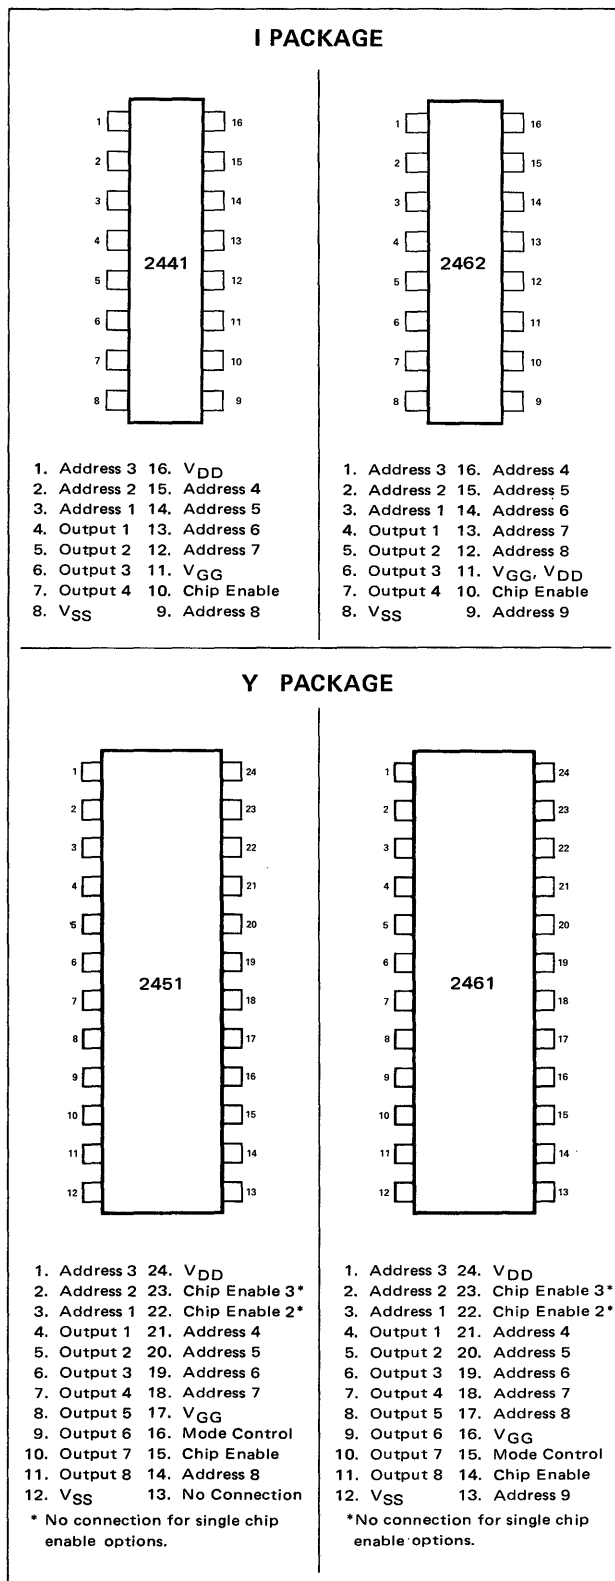 I PACKAGE
1 16
2 15
3 14
4 13
2441
5 12
6 11
7 10
8 9
1. Address 3 16. VDD
2. Address 2 15. Address 4
3. Address 1 14. Address 5
4. Output 1 13. Address 6
5. Output 2 12. Address 7
6. Output 3 11. VGG
7. Output 4 10. Chip Enable
8. VSS 9. Address 8
1 16
2 15
3 14
4 13
2462
5 12
6 11
7 10
8 9
1. Address 3 16. Address 4
2. Address 2 15. Address 5
3. Address 1 14. Address 6
4. Output 1 13. Address 7
5. Output 2 12. Address 8
6. Output 3 11. VGG, VDD
7. Output 4 10. Chip Enable
8. VSS 9. Address 9
Y PACKAGE
1 24
2 23
3 22
4 21
5 20
6 19
2451
7 18
8 17
9 16
10 15
11 14
12 13
1. Address 3 24. VDD
2. Address 2 23. Chip Enable 3*
3. Address 1 22. Chip Enable 2*
4. Output 1 21. Address 4
5. Output 2 20. Address 5
6. Output 3 19. Address 6
7. Output 4 18. Address 7
8. Output 5 17. VGG
9. Output 6 16. Mode Control
10. Output 7 15. Chip Enable
11. Output 8 14. Address 8
12. VSS 13. No Connection
* No connection for single chip
enable options.
1 24
2 23
3 22
4 21
5 20
6 19
2461
7 18
8 17
9 16
10 15
11 14
12 13
1. Address 3 24. VDD
2. Address 2 23. Chip Enable 3*
3. Address 1 22. Chip Enable 2*
4. Output 1 21. Address 4
5. Output 2 20. Address 5
6. Output 3 19. Address 6
7. Output 4 18. Address 7
8. Output 5 17. Address 8
9. Output 6 16. VGG
10. Output 7 15. Mode Control
11. Output 8 14. Chip Enable
12. VSS 13. Address 9
*No connection for single chip
enable options.